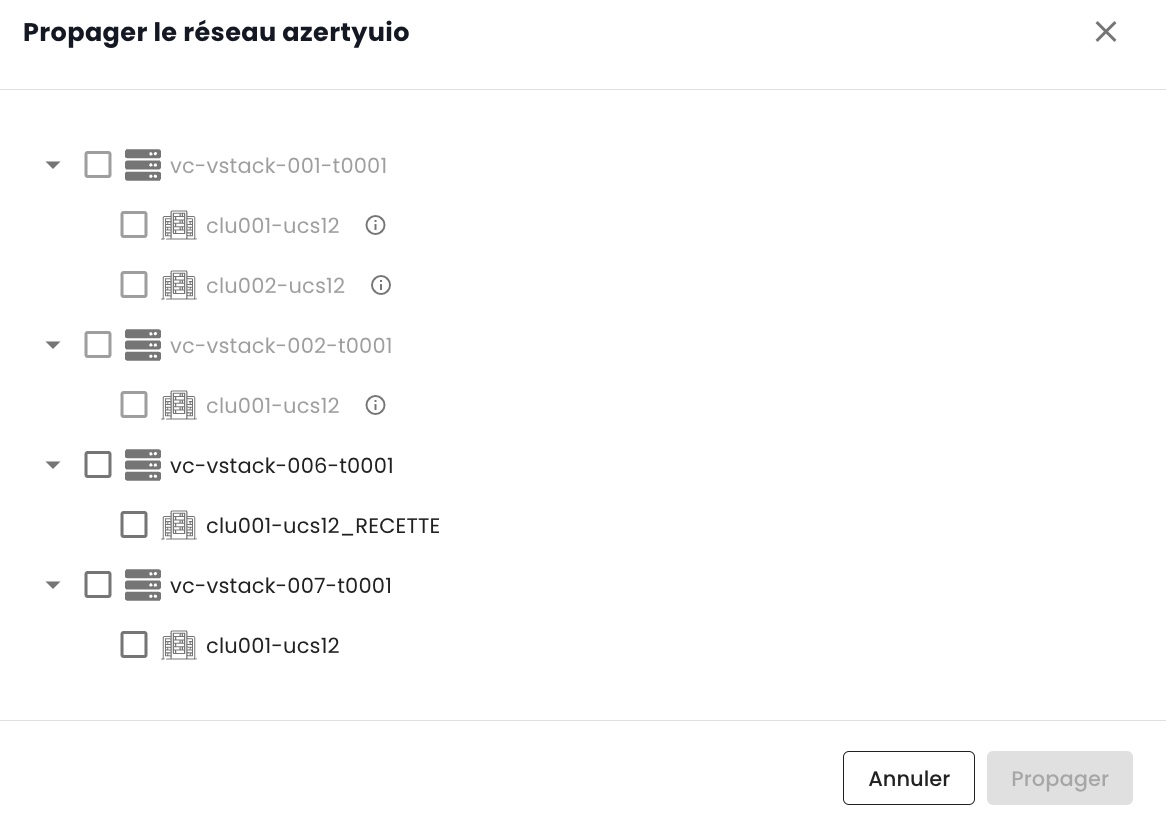 Propager le réseau azertyuio
vc-vstack-001-t0001
clu001-ucs12
clu002-ucs12
vc-vstack-002-t0001
clu001-ucs12
vc-vstack-006-t0001
clu001-ucs12_RECETTE
vc-vstack-007-t0001
clu001-ucs12
Annuler Propager